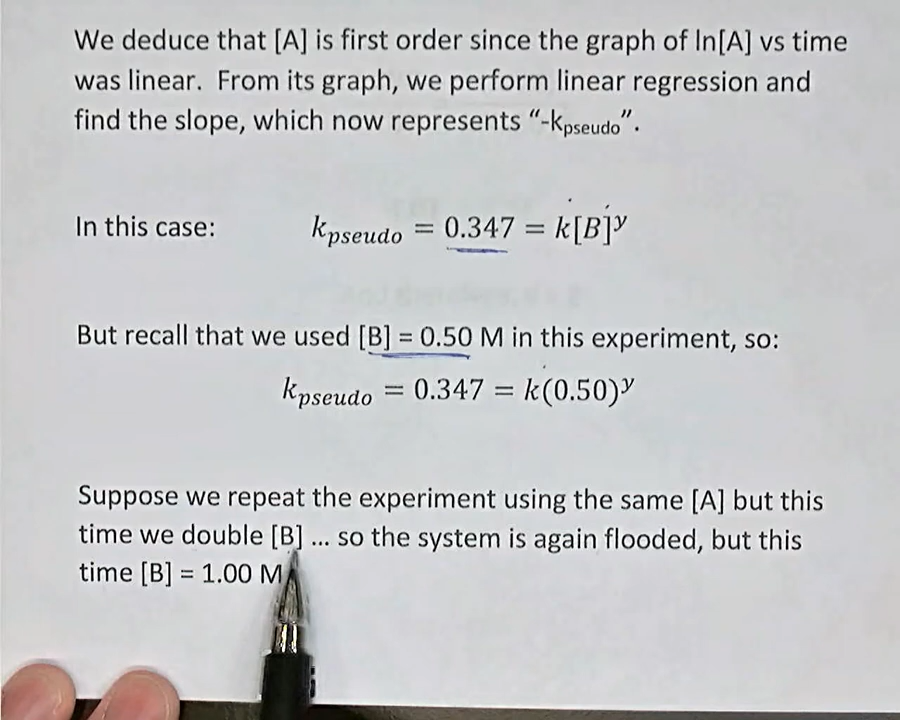 We deduce that [A] is first order since the graph of ln[A] vs time
was linear. From its graph, we perform linear regression and
find the slope, which now represents “-kpseudo”.
In this case: kpseudo = 0.347 = k[B]^y
But recall that we used [B] = 0.50 M in this experiment, so:
kpseudo = 0.347 = k(0.50)^y
Suppose we repeat the experiment using the same [A] but this
time we double [B] ... so the system is again flooded, but this
time [B] = 1.00 M